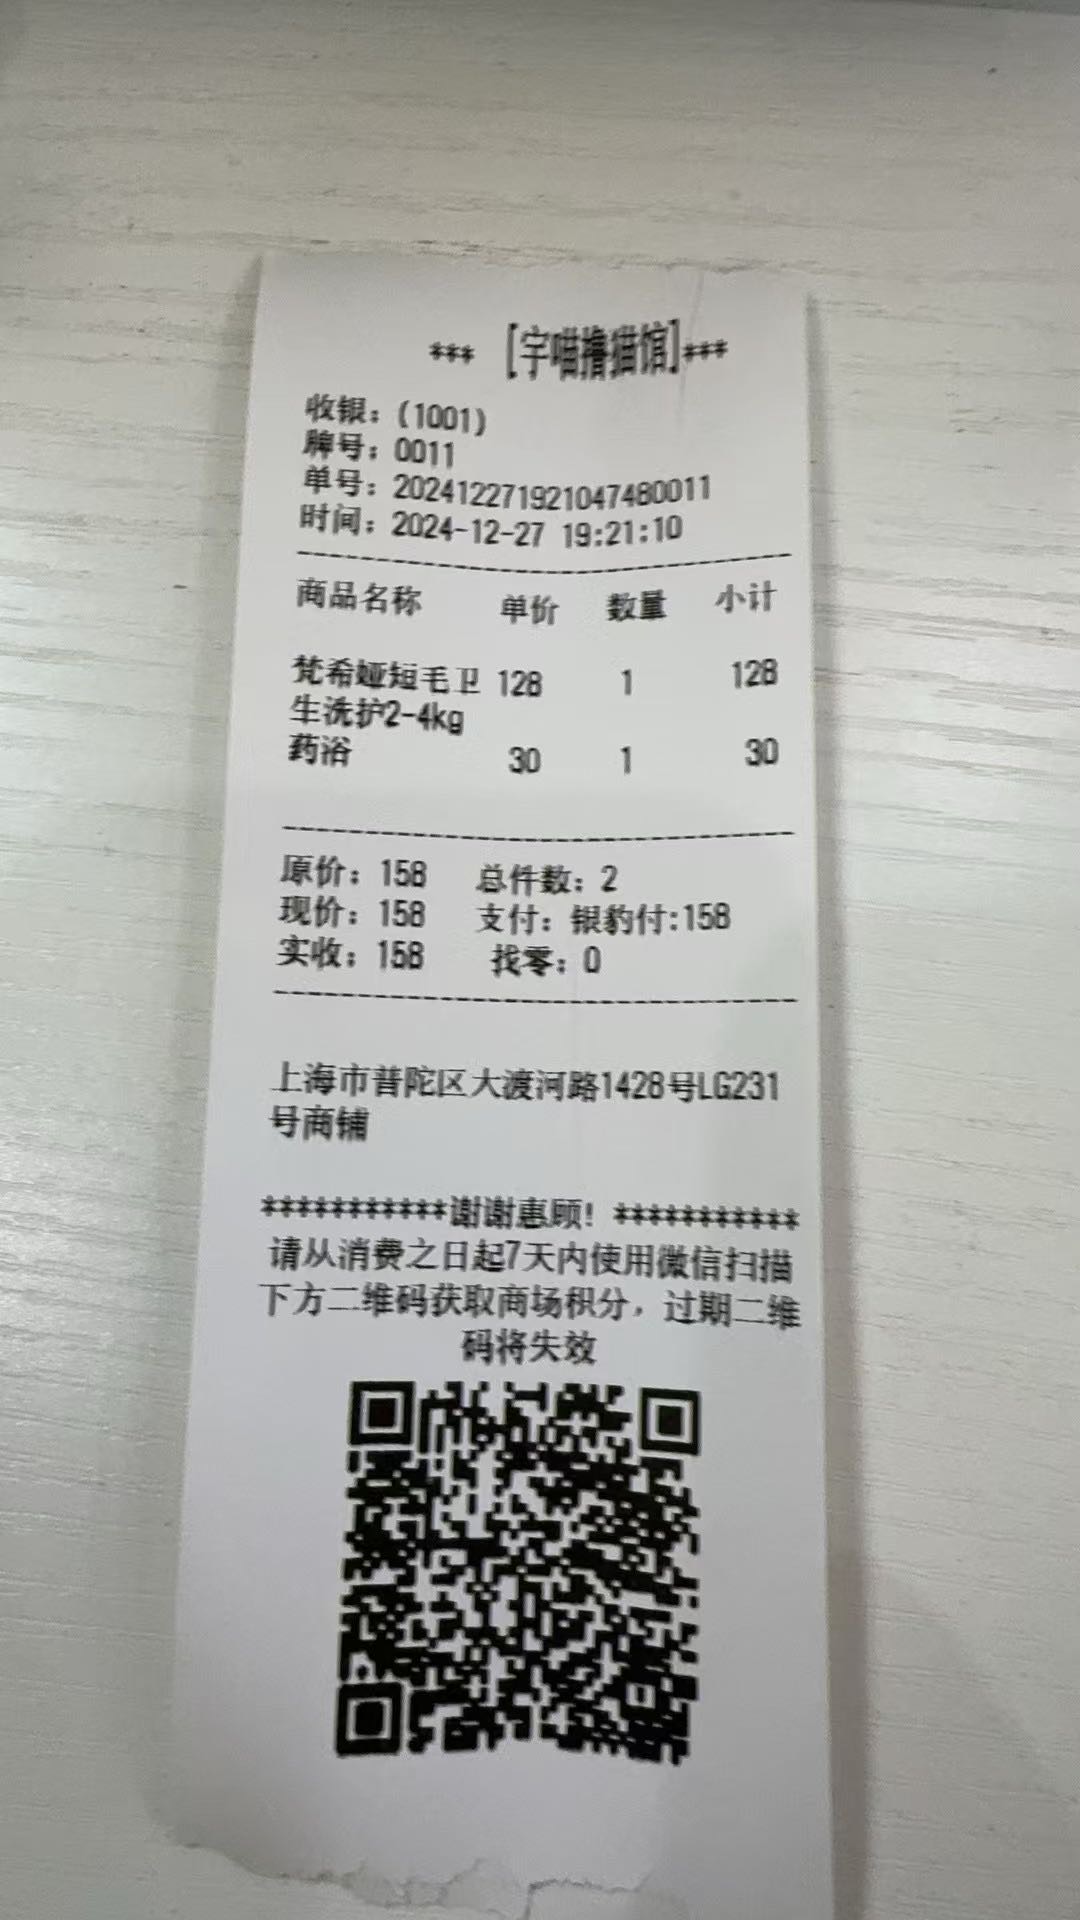 *** [宇喵撸猫馆]***
收银：(1001)
牌号：0011
单号：202412271921047480011
时间：2024-12-27 19:21:10
商品名称 单价 数量 小计
梵希娅短毛卫 128 1 128
生洗护2-4kg
药浴 30 1 30
原价：158 总件数：2
现价：158 支付：银豹付:158
实收：158 找零：0
上海市普陀区大渡河路1428号LG231
号商铺
***********谢谢惠顾！***********
请从消费之日起7天内使用微信扫描
下方二维码获取商场积分，过期二维
码将失效